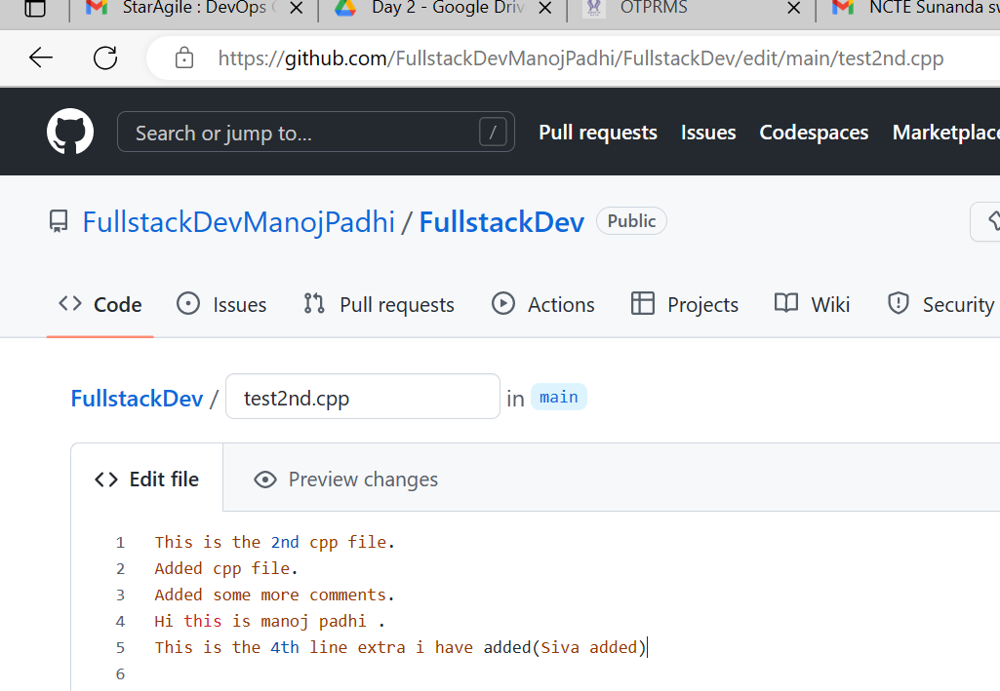 StarAgile : DevOps
Day 2 - Google Driv
OTPRMS
NCTE Sunanda sw
https://github.com/FullstackDevManojPadhi/FullstackDev/edit/main/test2nd.cpp
Search or jump to... /
Pull requests
Issues
Codespaces
Marketplace
FullstackDevManojPadhi / FullstackDev Public
Code
Issues
Pull requests
Actions
Projects
Wiki
Security
FullstackDev / test2nd.cpp in main
Edit file
Preview changes
1 This is the 2nd cpp file.
2 Added cpp file.
3 Added some more comments.
4 Hi this is manoj padhi .
5 This is the 4th line extra i have added(Siva added)
6